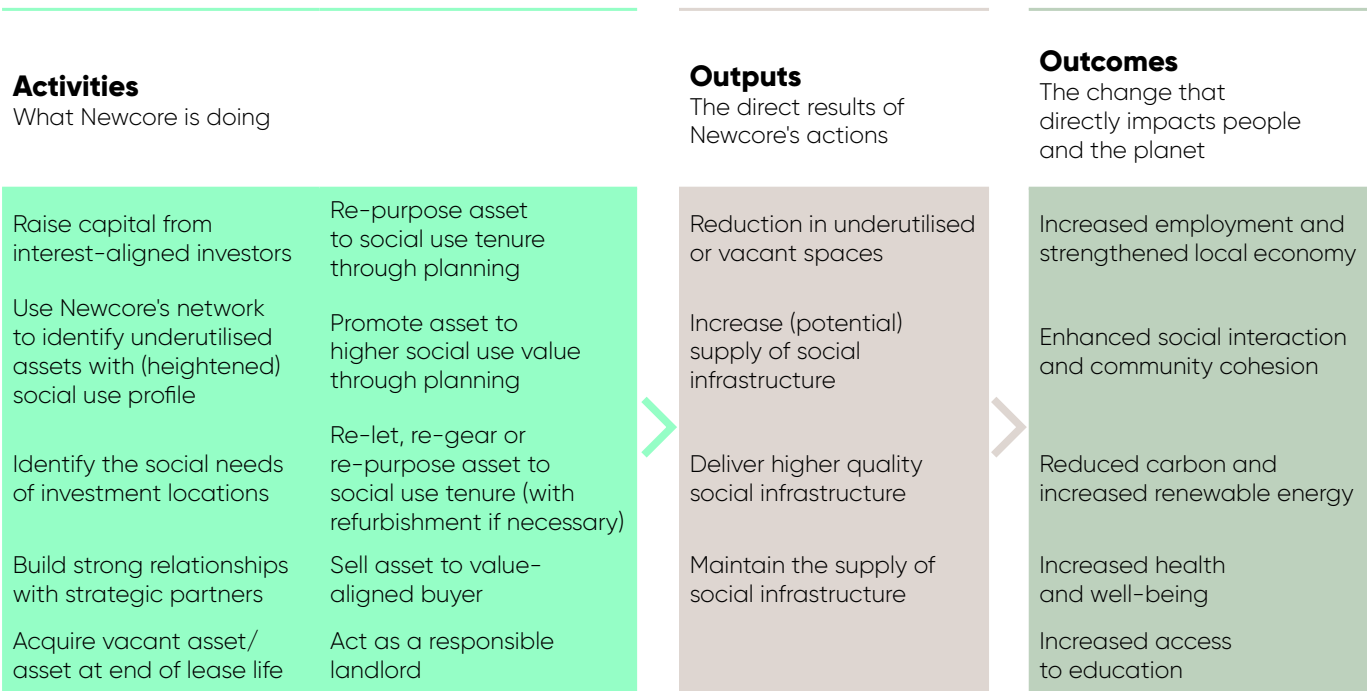 Activities
What Newcore is doing
Raise capital from
interest-aligned investors
Use Newcore's network
to identify underutilised
assets with (heightened)
social use profile
Identify the social needs
of investment locations
Build strong relationships
with strategic partners
Acquire vacant asset/
asset at end of lease life
Re-purpose asset
to social use tenure
through planning
Promote asset to
higher social use value
through planning
Re-let, re-gear or
re-purpose asset to
social use tenure (with
refurbishment if necessary)
Sell asset to value-
aligned buyer
Act as a responsible
landlord
Outputs
The direct results of
Newcore's actions
Reduction in underutilised
or vacant spaces
Increase (potential)
supply of social
infrastructure
Deliver higher quality
social infrastructure
Maintain the supply of
social infrastructure
Outcomes
The change that
directly impacts people
and the planet
Increased employment and
strengthened local economy
Enhanced social interaction
and community cohesion
Reduced carbon and
increased renewable energy
Increased health
and well-being
Increased access
to education